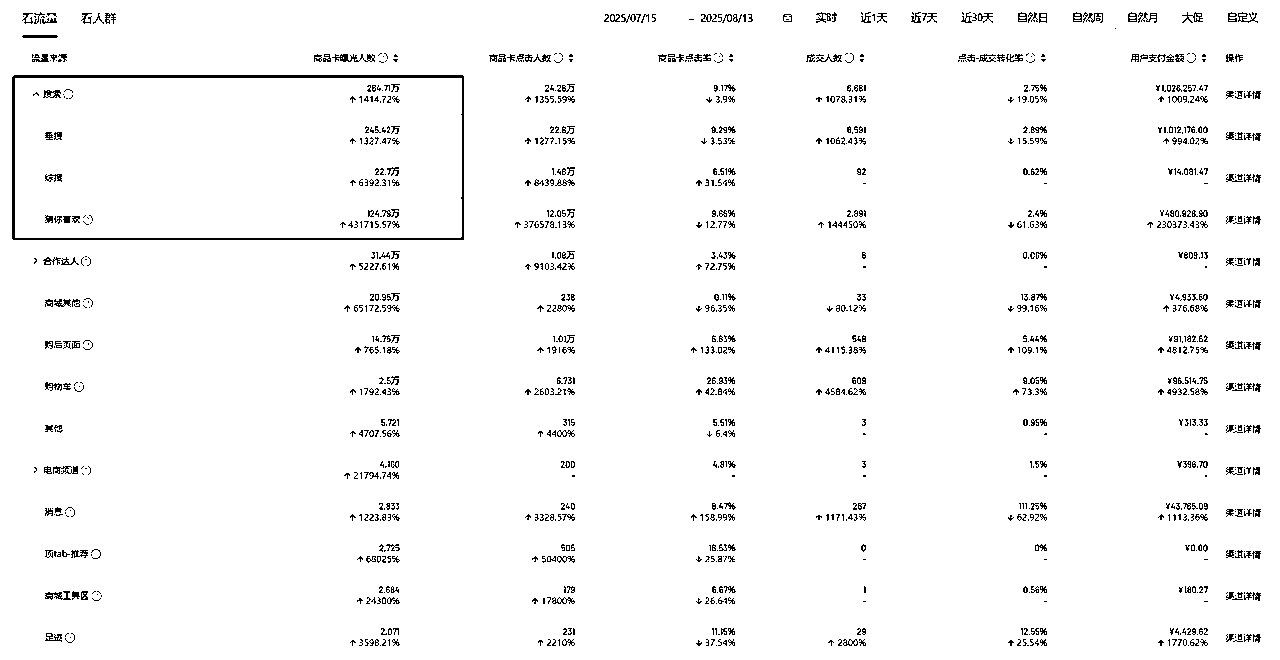 看流量 看人群 2025/07/15 – 2025/08/13 实时 近1天 近7天 近30天 自然日 自然周 自然月 大促 自定义
流量来源 商品卡曝光人数 商品卡点击人数 商品卡点击率 成交人数 点击-成交转化率 用户支付金额 操作
搜索 264.71万 24.26万 9.17% 6,681 2.75% ¥1,026,257.47 渠道详情
↑ 1414.72% ↑ 1355.59% ↓ 3.9% ↑ 1078.31% ↓ 19.05% ↑ 1009.24%
垂搜 245.42万 22.8万 9.29% 6,591 2.89% ¥1,012,176.00 渠道详情
↑ 1327.47% ↑ 1277.15% ↓ 3.53% ↑ 1062.43% ↓ 15.59% ↑ 994.02%
综搜 22.7万 1.48万 6.51% 92 0.62% ¥14,081.47 渠道详情
↑ 6392.31% ↑ 8439.88% ↑ 31.54% - - -
猜你喜欢 124.79万 12.05万 9.66% 2,891 2.4% ¥480,928.90 渠道详情
↑ 431715.57% ↑ 376578.13% ↓ 12.77% ↑ 144450% ↓ 61.63% ↑ 230373.43%
合作达人 31.44万 1.08万 3.43% 6 0.06% ¥809.13 渠道详情
↑ 5227.61% ↑ 9103.42% ↑ 72.75% - - -
商城其他 20.95万 238 0.11% 33 13.87% ¥4,933.60 渠道详情
↑ 65172.59% ↑ 2280% ↓ 96.35% ↓ 80.12% ↓ 99.16% ↑ 376.68%
购后页面 14.75万 1.01万 6.83% 548 5.44% ¥91,182.62 渠道详情
↑ 765.18% ↑ 1916% ↑ 133.02% ↑ 4115.38% ↑ 109.1% ↑ 4812.75%
购物车 2.5万 6,731 26.93% 609 9.05% ¥96,514.75 渠道详情
↑ 1792.43% ↑ 2603.21% ↑ 42.84% ↑ 4584.62% ↑ 73.3% ↑ 4932.58%
其他 5,721 315 5.51% 3 0.95% ¥313.33 渠道详情
↑ 4707.56% ↑ 4400% ↓ 6.4% - - -
电商频道 4,160 200 4.81% 3 1.5% ¥398.70 渠道详情
↑ 21794.74% - - - - -
消息 2,833 240 8.47% 267 111.25% ¥43,765.09 渠道详情
↑ 1223.83% ↑ 3328.57% ↑ 158.99% ↑ 1171.43% ↓ 62.92% ↑ 1113.36%
顶tab-推荐 2,725 505 18.53% 0 0% ¥0.00 渠道详情
↑ 68025% ↑ 50400% ↓ 25.87% - - -
商城工具区 2,684 179 6.67% 1 0.56% ¥180.27 渠道详情
↑ 24300% ↑ 17800% ↓ 26.64% - - -
足迹 2,071 231 11.15% 29 12.55% ¥4,429.62 渠道详情
↑ 3598.21% ↑ 2210% ↓ 37.54% ↑ 2800% ↑ 25.54% ↑ 1770.62%